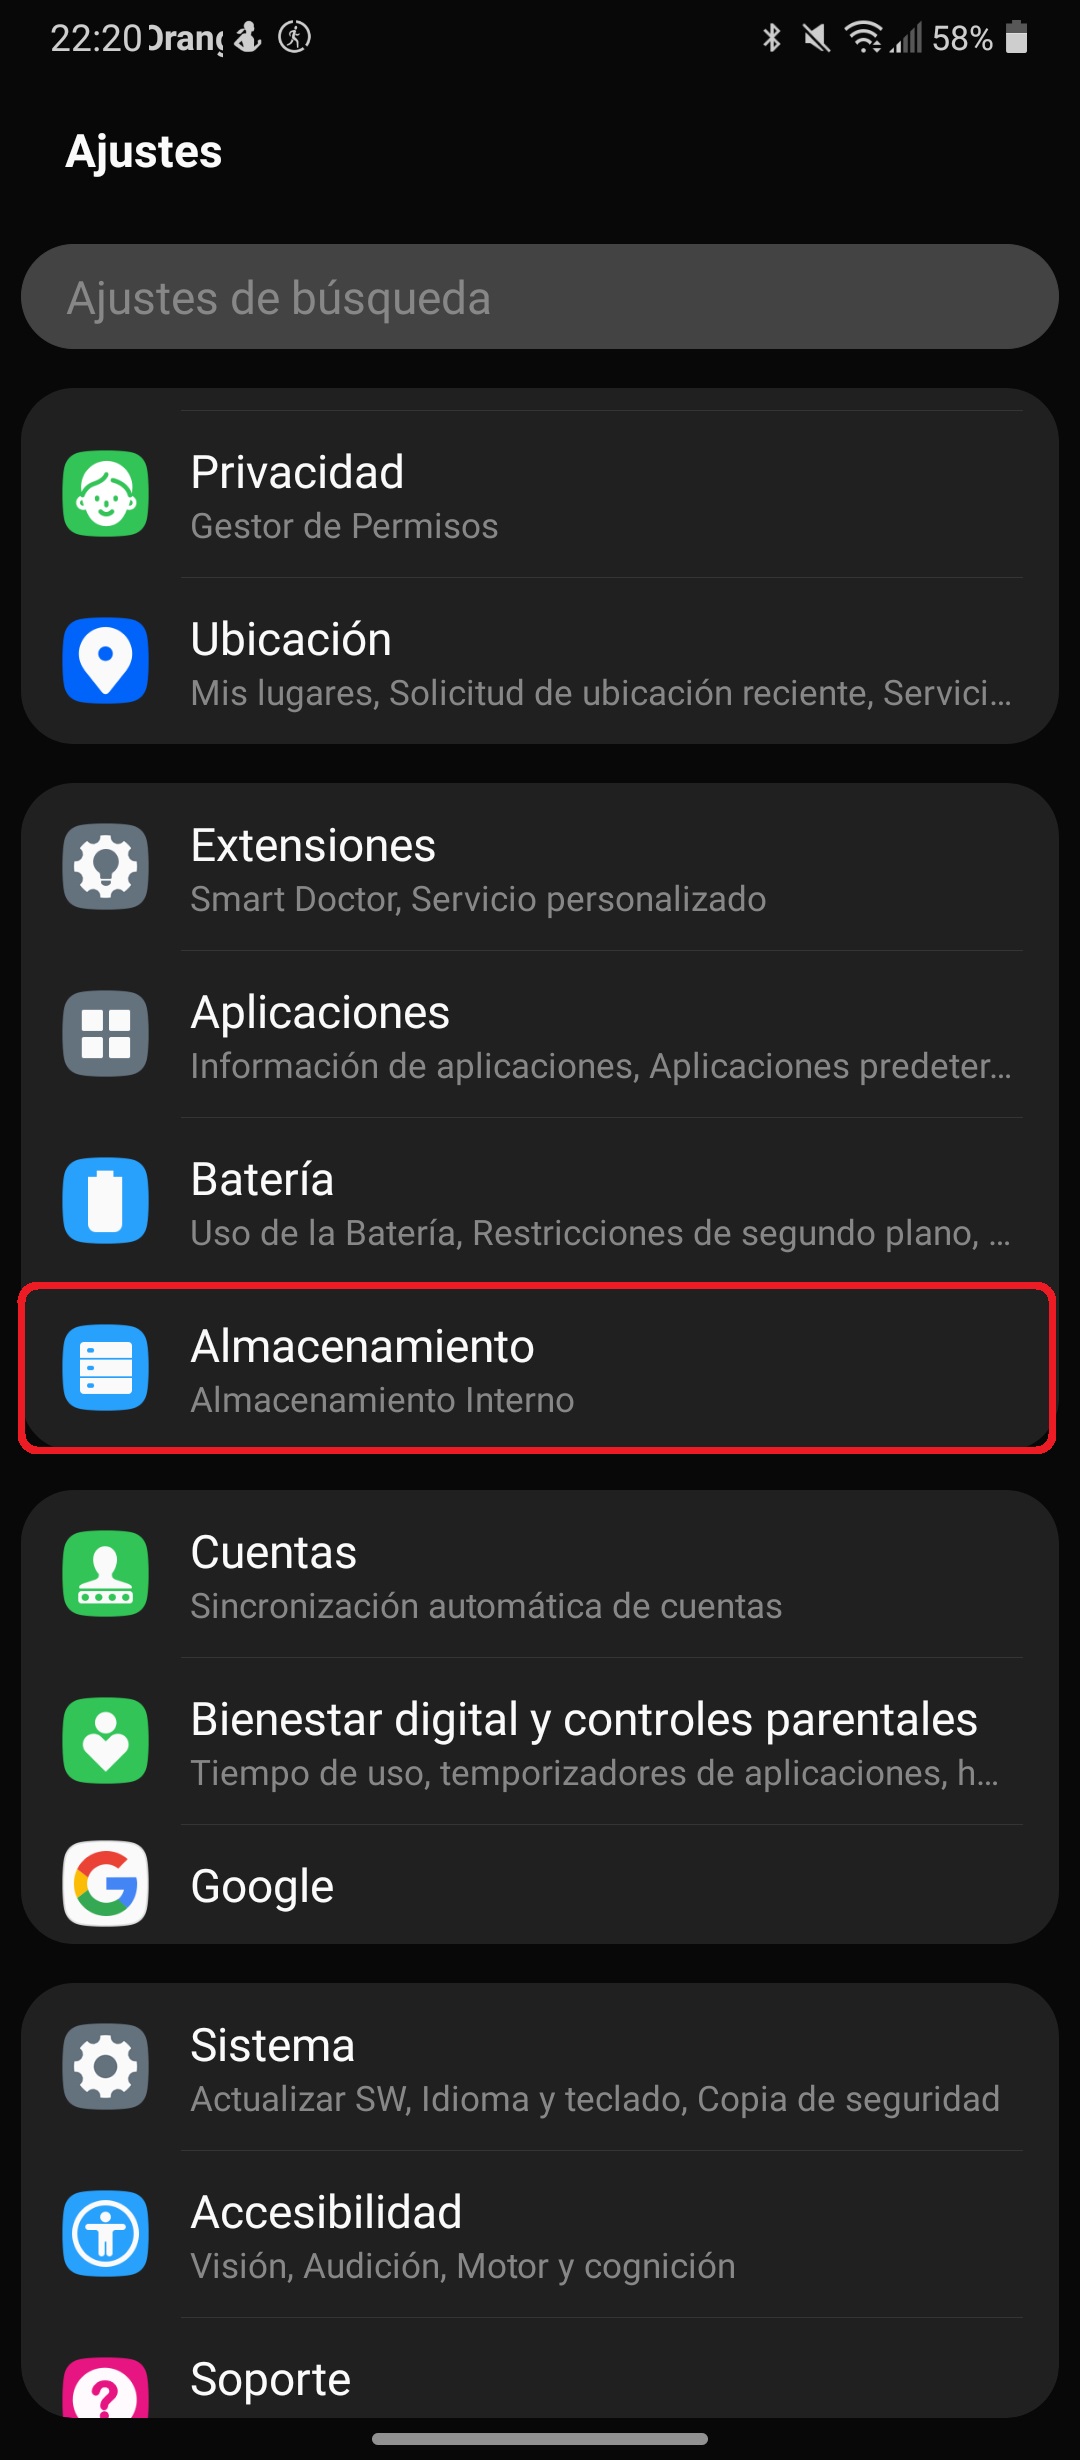 22:20
58%
Ajustes
Ajustes de búsqueda
Privacidad
Gestor de Permisos
Ubicación
Mis lugares, Solicitud de ubicación reciente, Servici...
Extensiones
Smart Doctor, Servicio personalizado
Aplicaciones
Información de aplicaciones, Aplicaciones predeter...
Batería
Uso de la Batería, Restricciones de segundo plano, ...
Almacenamiento
Almacenamiento Interno
Cuentas
Sincronización automática de cuentas
Bienestar digital y controles parentales
Tiempo de uso, temporizadores de aplicaciones, h...
Google
Sistema
Actualizar SW, Idioma y teclado, Copia de seguridad
Accesibilidad
Visión, Audición, Motor y cognición
Soporte